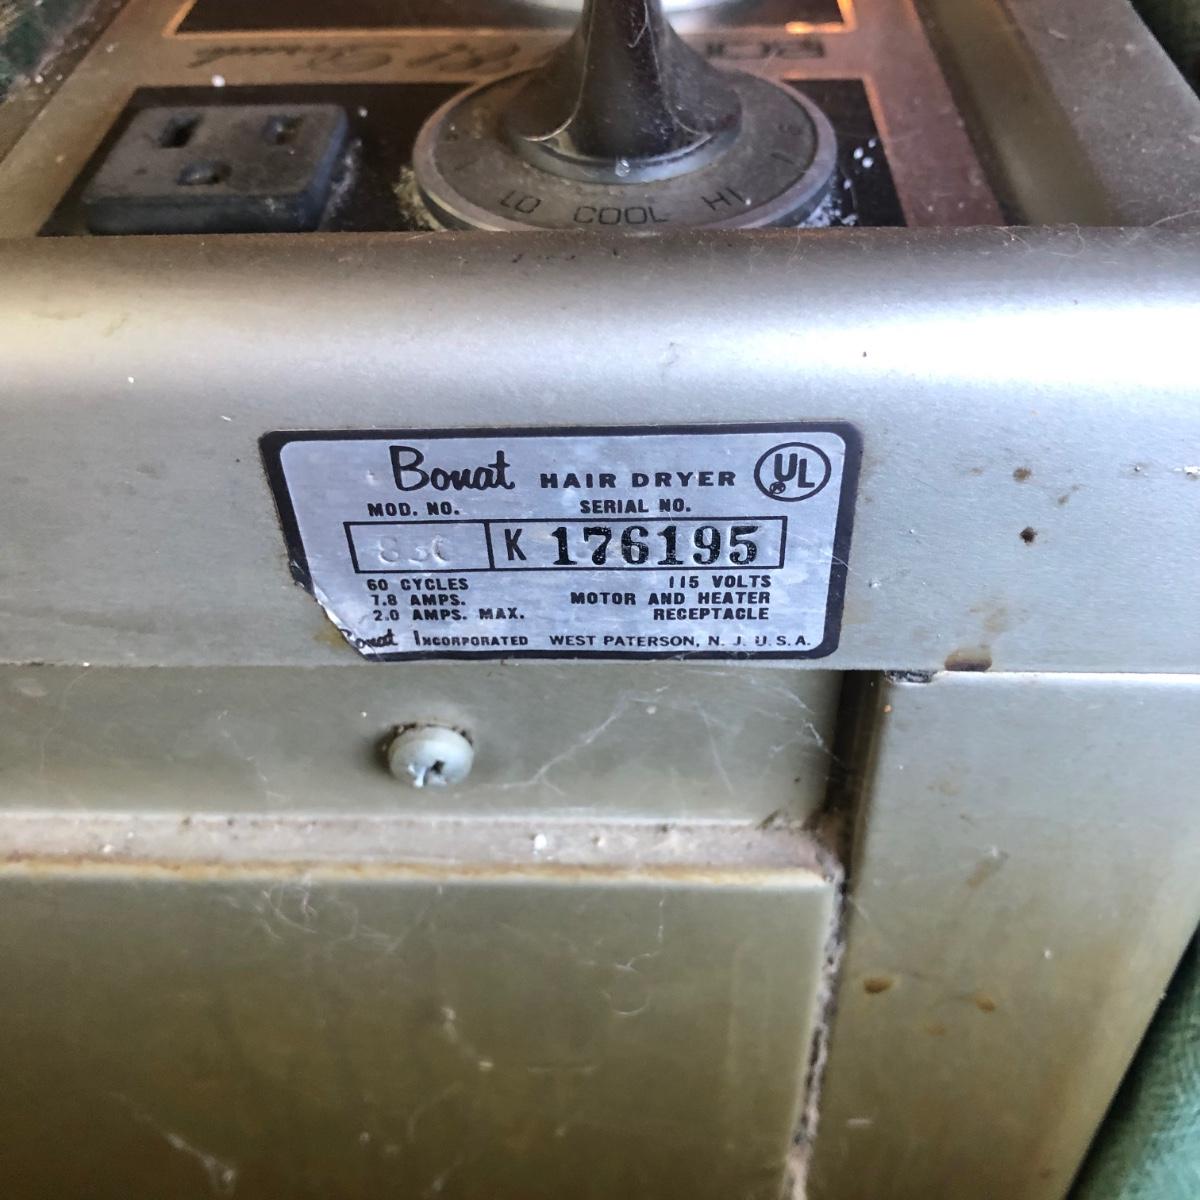 LO COOL HI
Bonat HAIR DRYER UL
MOD. NO. SERIAL NO.
K 176195
60 CYCLES 115 VOLTS
7.8 AMPS. MOTOR AND HEATER
2.0 AMPS. MAX. RECEPTACLE
Bonat INCORPORATED WEST PATERSON, N. J. U.S.A.